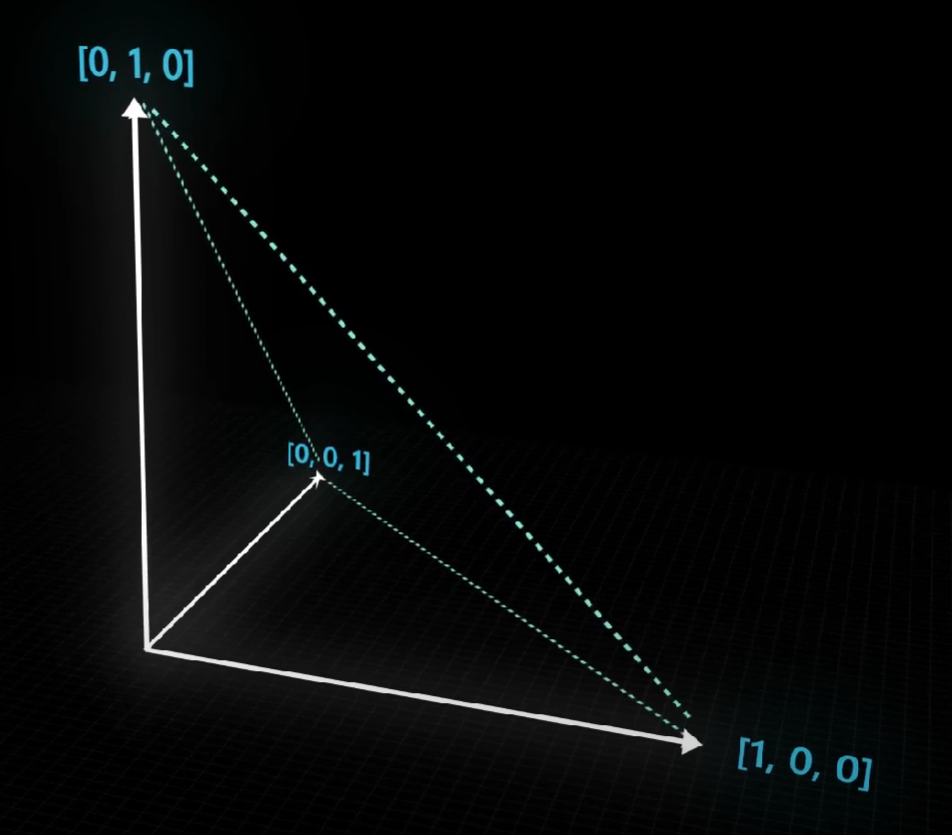 [0, 1, 0]
[0, 0, 1]
[1, 0, 0]